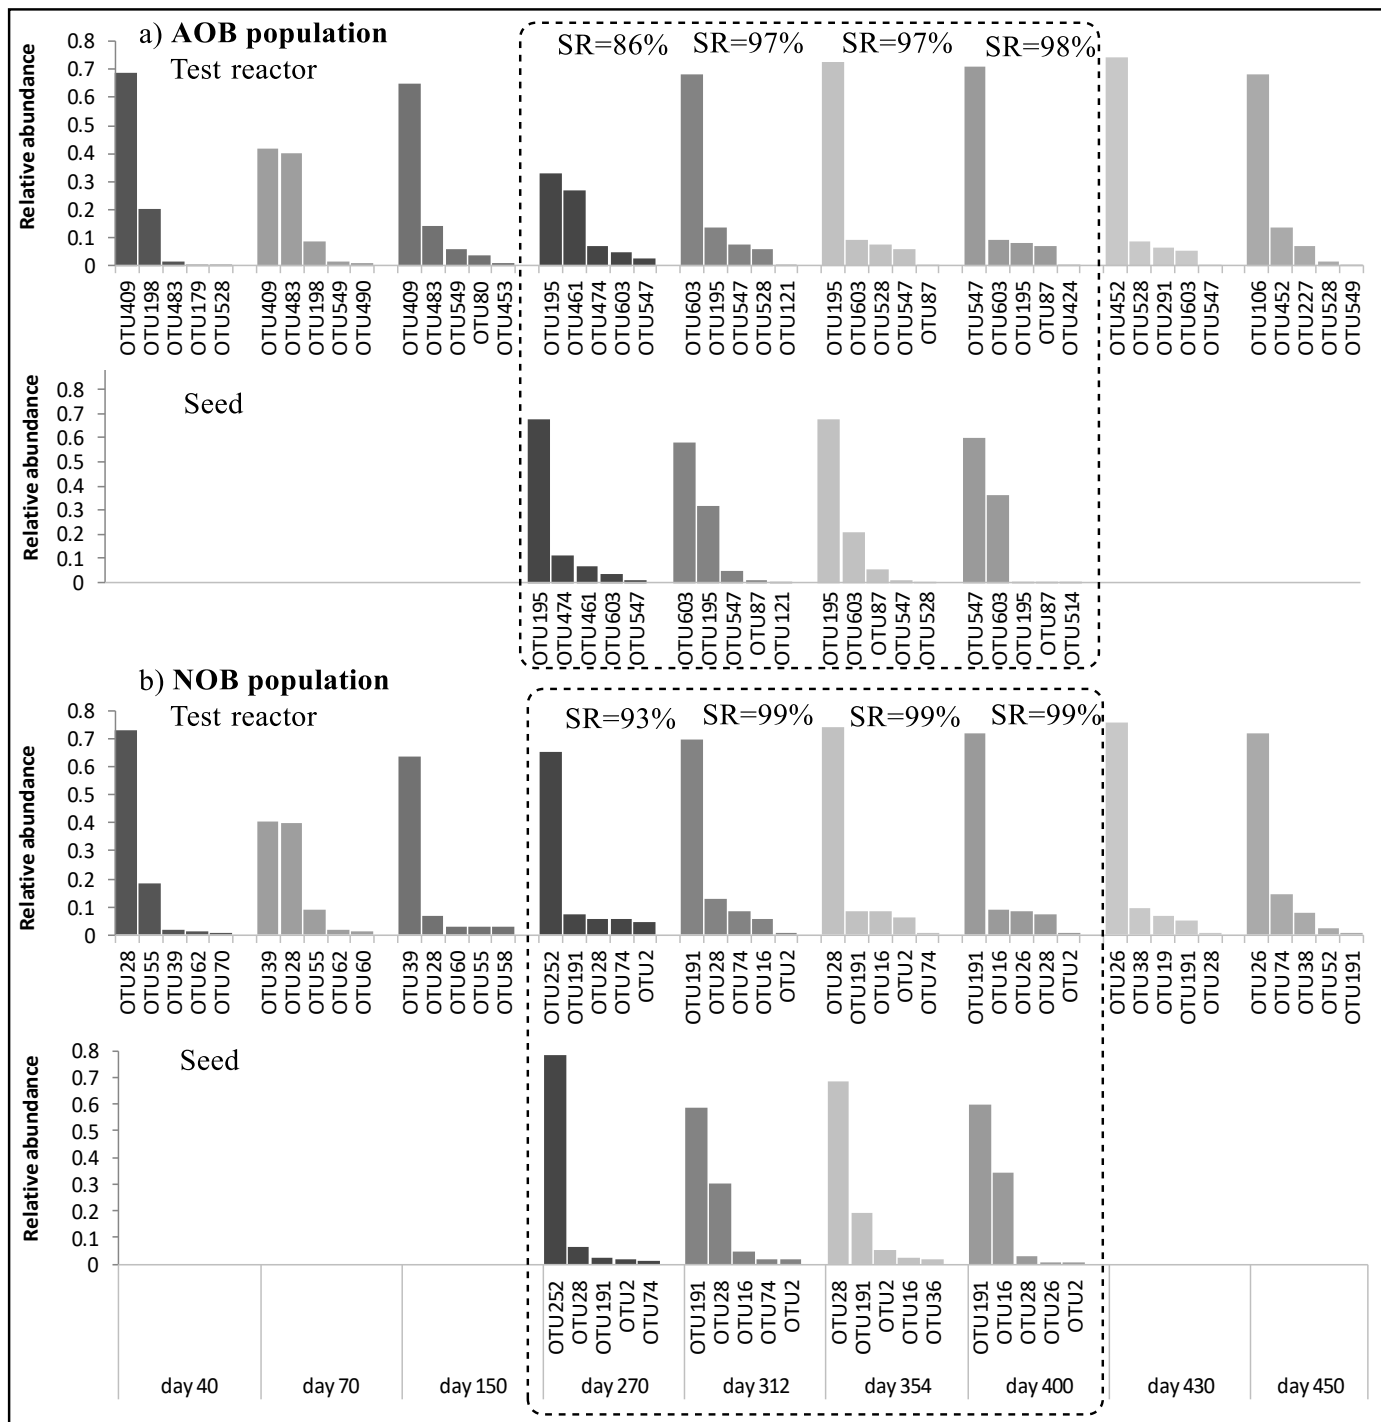 a) AOB population
Test reactor
SR=86% SR=97% SR=97% SR=98%
Relative abundance
0.8
0.7
0.6
0.5
0.4
0.3
0.2
0.1
0
OTU409 OTU198 OTU483 OTU179 OTU528 OTU409 OTU483 OTU198 OTU549 OTU490 OTU409 OTU483 OTU549 OTU80 OTU453 OTU195 OTU461 OTU474 OTU603 OTU547 OTU603 OTU195 OTU547 OTU528 OTU121 OTU195 OTU603 OTU528 OTU547 OTU87 OTU547 OTU603 OTU195 OTU87 OTU424 OTU452 OTU528 OTU291 OTU603 OTU547 OTU106 OTU452 OTU227 OTU528 OTU549
Seed
Relative abundance
0.8
0.7
0.6
0.5
0.4
0.3
0.2
0.1
0
OTU195 OTU474 OTU461 OTU603 OTU547 OTU603 OTU195 OTU547 OTU87 OTU121 OTU195 OTU603 OTU87 OTU547 OTU528 OTU547 OTU603 OTU195 OTU87 OTU514
b) NOB population
Test reactor
SR=93% SR=99% SR=99% SR=99%
Relative abundance
0.8
0.7
0.6
0.5
0.4
0.3
0.2
0.1
0
OTU28 OTU55 OTU39 OTU62 OTU70 OTU39 OTU28 OTU55 OTU62 OTU60 OTU39 OTU28 OTU60 OTU55 OTU58 OTU252 OTU191 OTU28 OTU74 OTU2 OTU191 OTU28 OTU74 OTU16 OTU2 OTU28 OTU191 OTU16 OTU2 OTU74 OTU191 OTU16 OTU26 OTU28 OTU2 OTU26 OTU38 OTU19 OTU191 OTU28 OTU26 OTU74 OTU38 OTU52 OTU191
Seed
Relative abundance
0.8
0.7
0.6
0.5
0.4
0.3
0.2
0.1
0
OTU252 OTU28 OTU191 OTU2 OTU74 OTU191 OTU28 OTU16 OTU74 OTU2 OTU28 OTU191 OTU2 OTU16 OTU36 OTU191 OTU16 OTU28 OTU26 OTU2
day 40 day 70 day 150 day 270 day 312 day 354 day 400 day 430 day 450